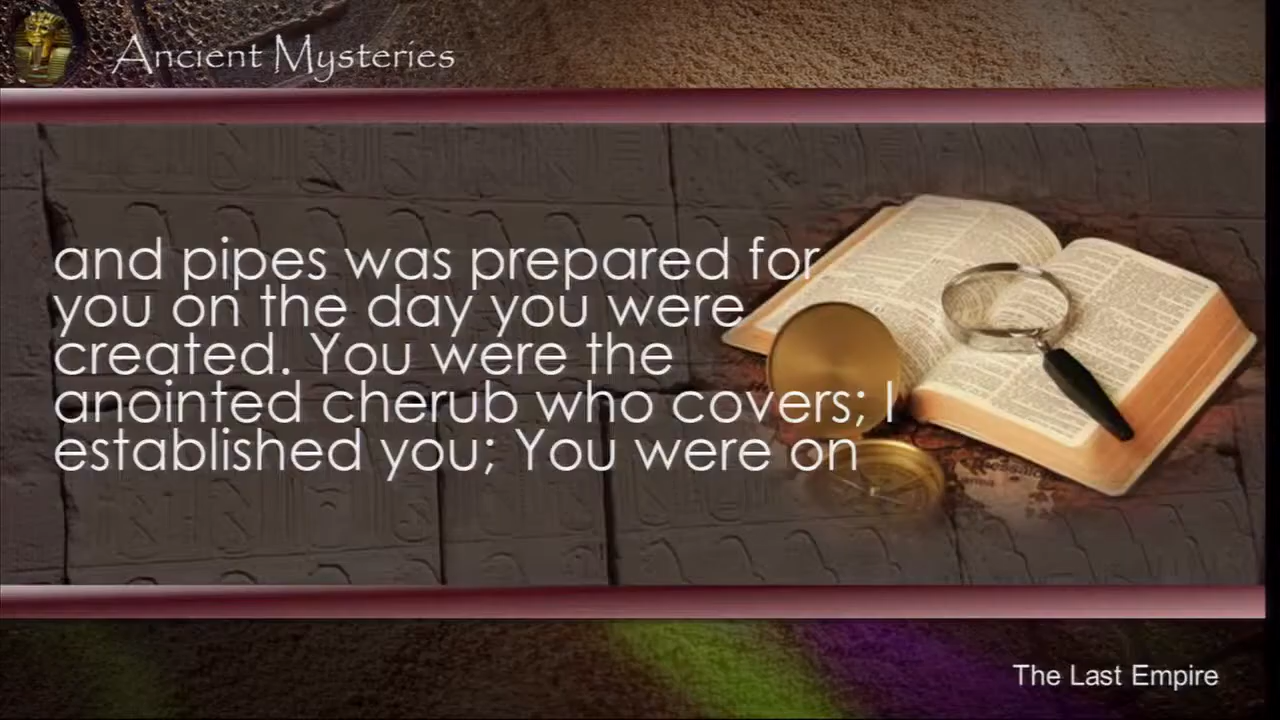 Ancient Mysteries
and pipes was prepared for
you on the day you were
created. You were the
anointed cherub who covers; I
established you; You were on
The Last Empire